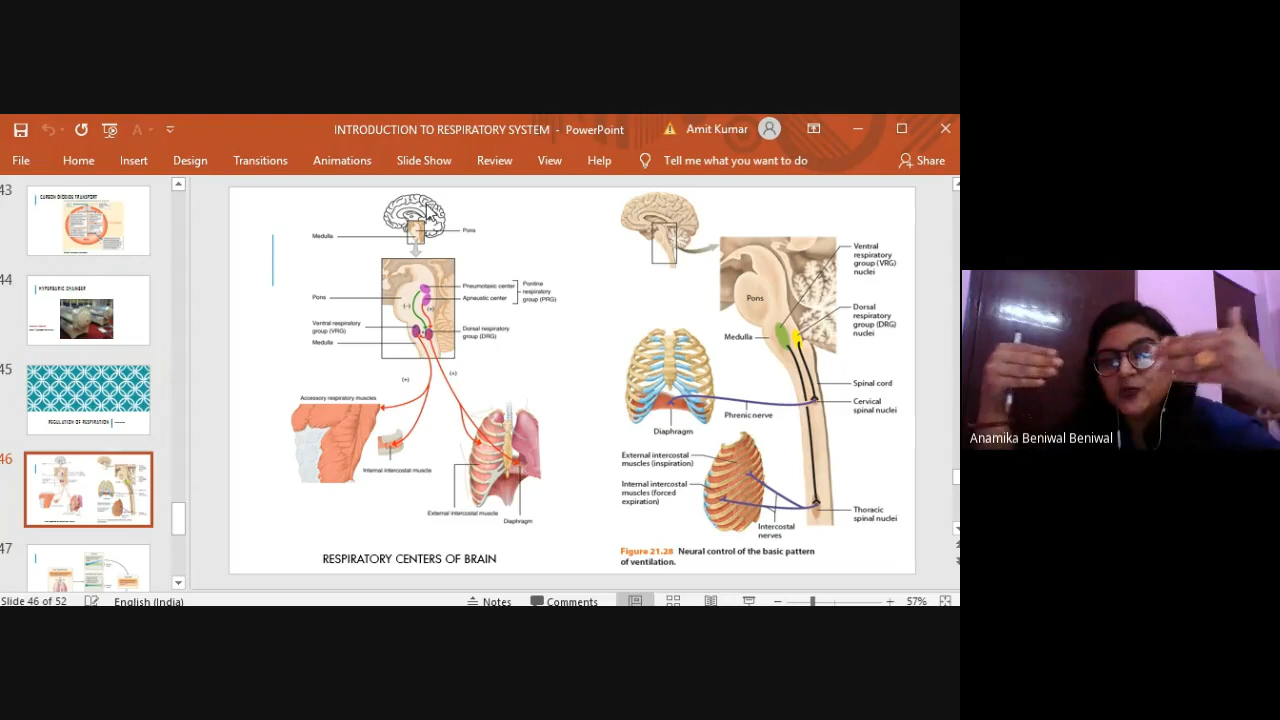 INTRODUCTION TO RESPIRATORY SYSTEM - PowerPoint
Amit Kumar
File Home Insert Design Transitions Animations Slide Show Review View Help Tell me what you want to do Share
43
CARBON DIOXIDE TRANSPORT
44
HYPERBARIC CHAMBER
45
REGULATION OF RESPIRATION
46
47
Medulla
Pons
Pons
Pneumotaxic center
Apneustic center
Pontine
respiratory
group (PRG)
Ventral respiratory
group (VRG)
Medulla
Dorsal respiratory
group (DRG)
(-)
(+)
(+)
(+)
Accessory respiratory muscles
Internal intercostal muscle
External intercostal muscle
Diaphragm
RESPIRATORY CENTERS OF BRAIN
Ventral
respiratory
group (VRG)
nuclei
Pons
Dorsal
respiratory
group (DRG)
nuclei
Medulla
Spinal cord
Cervical
spinal nuclei
Phrenic nerve
Diaphragm
External intercostal
muscles (inspiration)
Internal intercostal
muscles (forced
expiration)
Thoracic
spinal nuclei
Intercostal
nerves
Figure 21.28 Neural control of the basic pattern
of ventilation.
Slide 46 of 52 English (India) Notes Comments 57%
Anamika Beniwal Beniwal